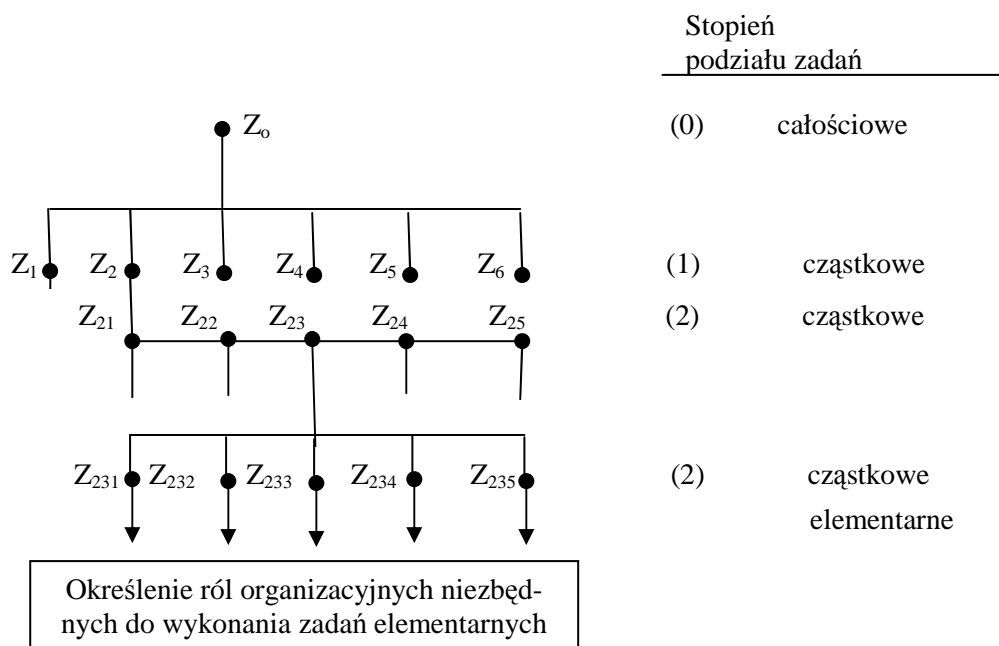 Stopień
podziału zadań
Zₒ (0) całościowe
Z₁ Z₂ Z₃ Z₄ Z₅ Z₆ (1) cząstkowe
Z₂₁ Z₂₂ Z₂₃ Z₂₄ Z₂₅ (2) cząstkowe
Z₂₃₁ Z₂₃₂ Z₂₃₃ Z₂₃₄ Z₂₃₅ (2) cząstkowe
elementarne
Określenie ról organizacyjnych niezbęd-
nych do wykonania zadań elementarnych